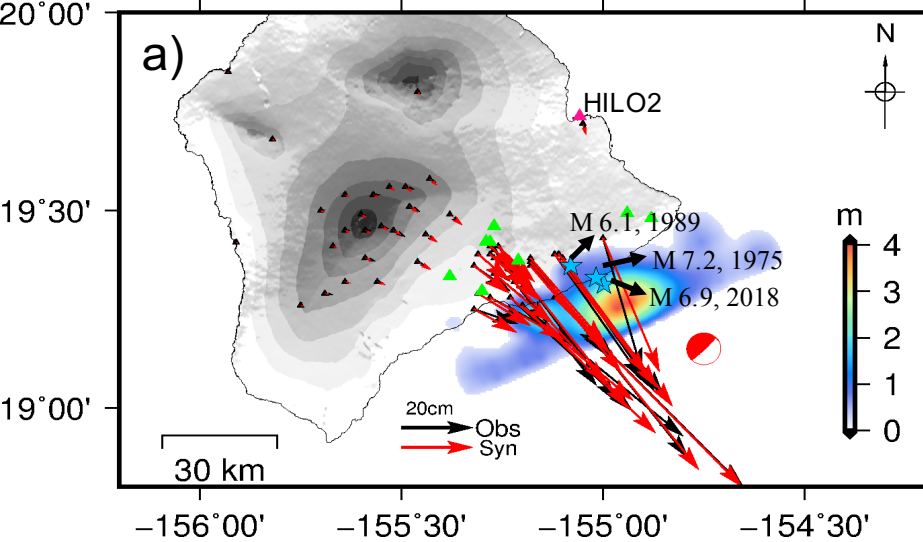 20°00'
a)
N
HILO2
19°30'
M 6.1, 1989
m
4
M 7.2, 1975
M 6.9, 2018
3
2
1
0
19°00'
20cm
Obs
Syn
30 km
−156°00'
−155°30'
−155°00'
−154°30'